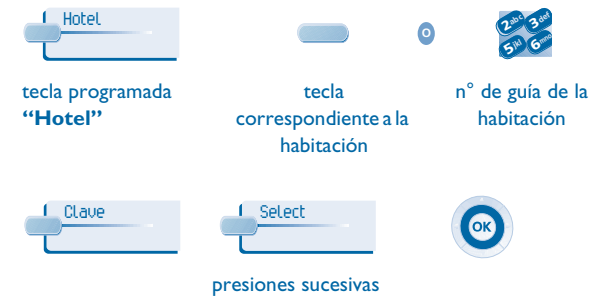 Hotel
O
2abc 3def
5jkl 6mno
tecla programada
“Hotel”
tecla
correspondiente a la
habitación
n° de guía de la
habitación
Clave
Select
OK
presiones sucesivas